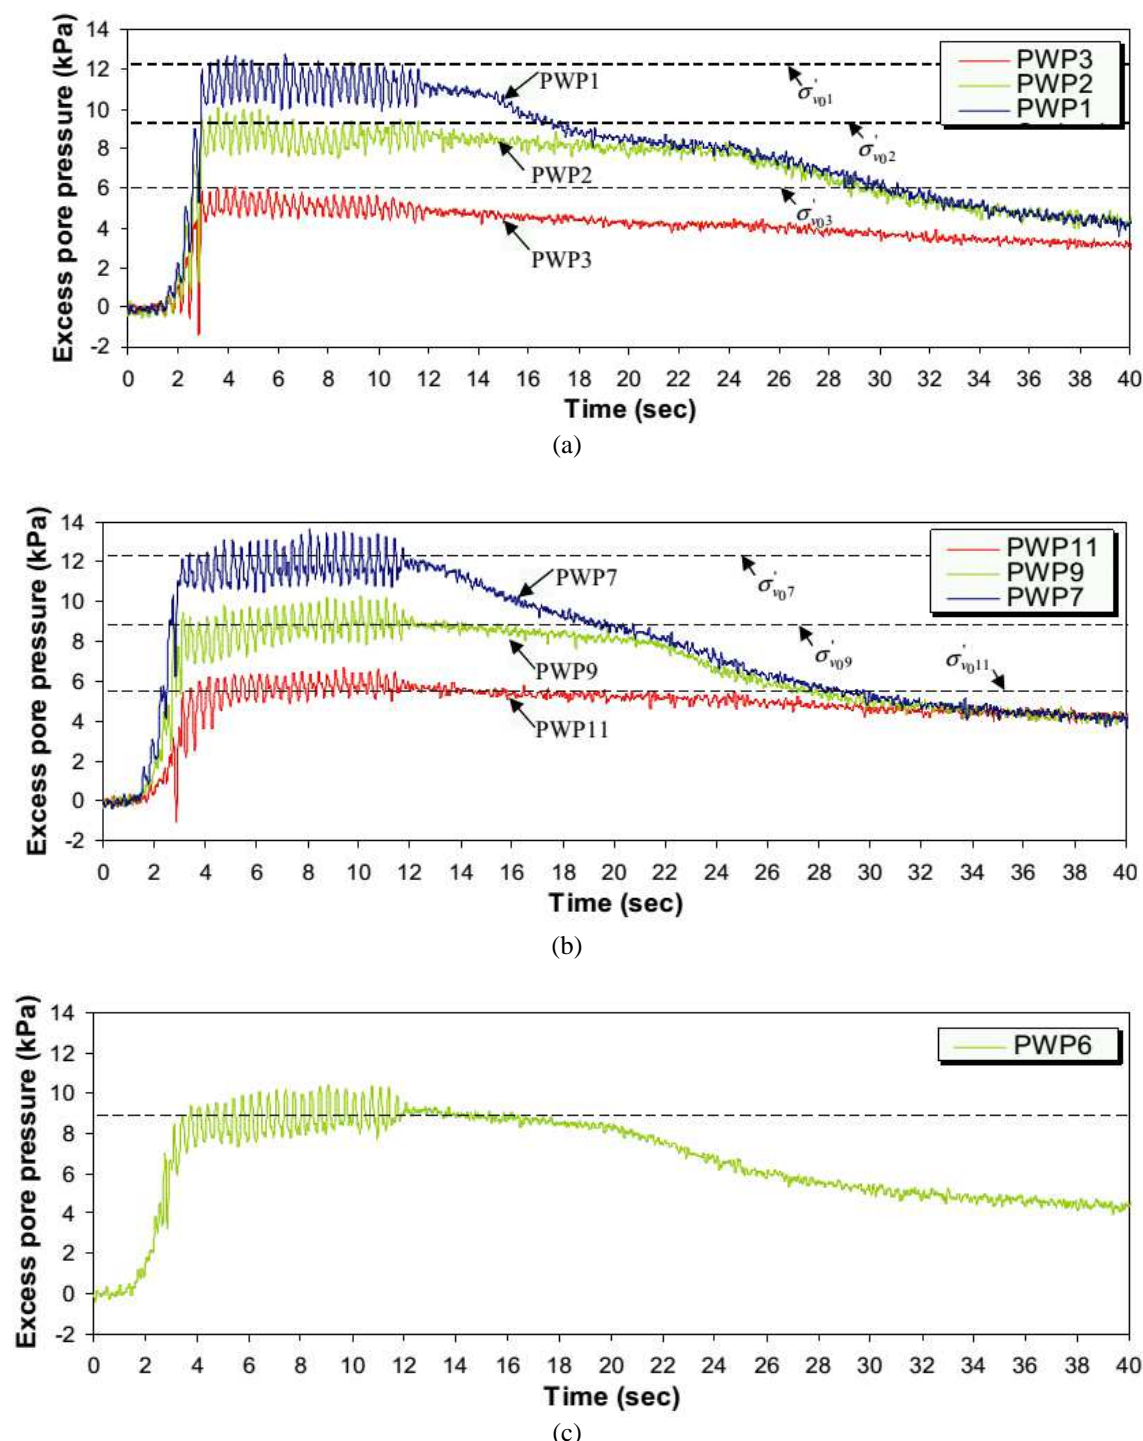 Excess pore pressure (kPa)
14
12
10
8
6
4
2
0
-2
PWP3
PWP2
PWP1
PWP1
PWP2
PWP3
σ'v01
σ'v02
σ'v03
0 2 4 6 8 10 12 14 16 18 20 22 24 26 28 30 32 34 36 38 40
Time (sec)
(a)
Excess pore pressure (kPa)
14
12
10
8
6
4
2
0
-2
PWP11
PWP9
PWP7
PWP7
PWP9
PWP11
σ'v07
σ'v09
σ'v011
0 2 4 6 8 10 12 14 16 18 20 22 24 26 28 30 32 34 36 38 40
Time (sec)
(b)
Excess pore pressure (kPa)
14
12
10
8
6
4
2
0
-2
PWP6
0 2 4 6 8 10 12 14 16 18 20 22 24 26 28 30 32 34 36 38 40
Time (sec)
(c)